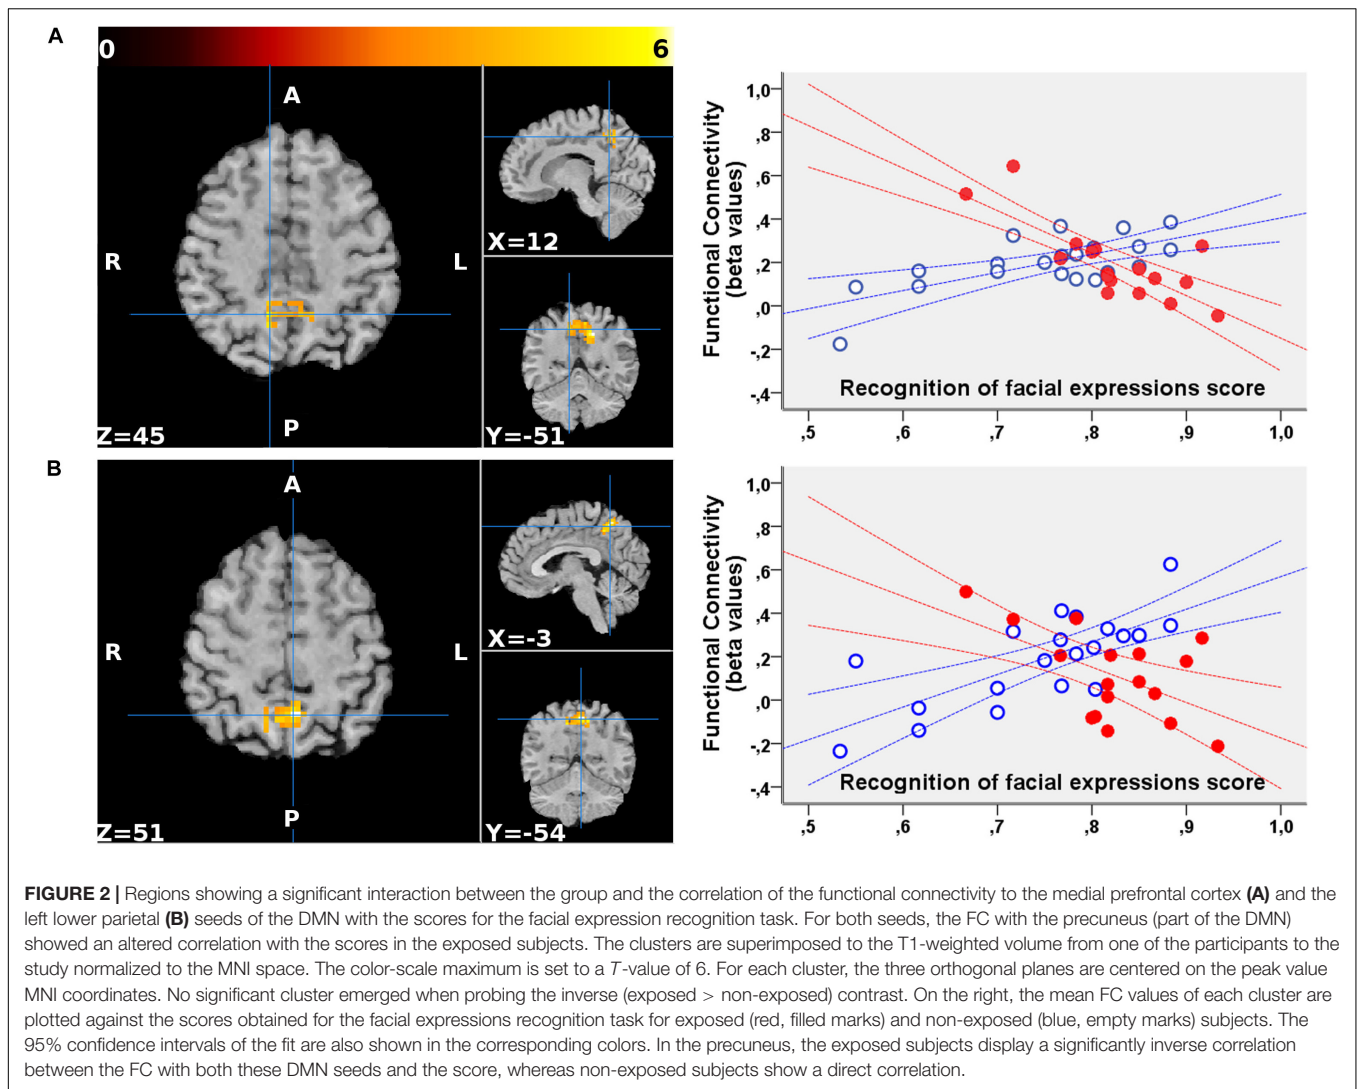 A
0 6
A
R L
P
Z=45
X=12
Y=-51
Functional Connectivity
(beta values)
1,0
,8
,6
,4
,2
,0
-,2
-,4
Recognition of facial expressions score
,5 ,6 ,7 ,8 ,9 1,0
B
A
R L
P
Z=51
X=-3
Y=-54
Functional Connectivity
(beta values)
1,0
,8
,6
,4
,2
,0
-,2
-,4
Recognition of facial expressions score
,5 ,6 ,7 ,8 ,9 1,0
FIGURE 2 | Regions showing a significant interaction between the group and the correlation of the functional connectivity to the medial prefrontal cortex (A) and the
left lower parietal (B) seeds of the DMN with the scores for the facial expression recognition task. For both seeds, the FC with the precuneus (part of the DMN)
showed an altered correlation with the scores in the exposed subjects. The clusters are superimposed to the T1-weighted volume from one of the participants to the
study normalized to the MNI space. The color-scale maximum is set to a T-value of 6. For each cluster, the three orthogonal planes are centered on the peak value
MNI coordinates. No significant cluster emerged when probing the inverse (exposed > non-exposed) contrast. On the right, the mean FC values of each cluster are
plotted against the scores obtained for the facial expressions recognition task for exposed (red, filled marks) and non-exposed (blue, empty marks) subjects. The
95% confidence intervals of the fit are also shown in the corresponding colors. In the precuneus, the exposed subjects display a significantly inverse correlation
between the FC with both these DMN seeds and the score, whereas non-exposed subjects show a direct correlation.